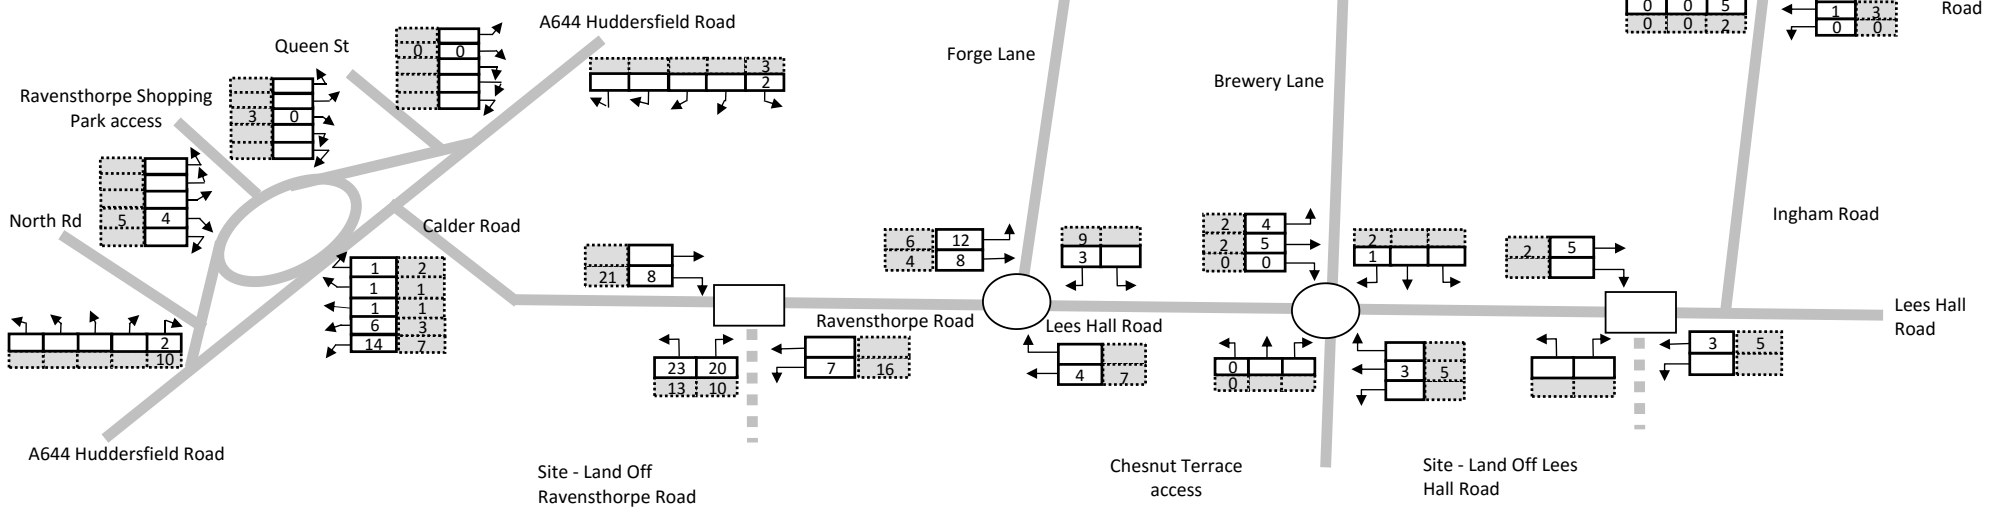 A644 Huddersfield Road
Queen St
Ravensthorpe Shopping
Park access
North Rd
Calder Road
Forge Lane
Brewery Lane
Road
Ingham Road
Ravensthorpe Road
Lees Hall Road
Lees Hall
Road
A644 Huddersfield Road
Site - Land Off
Ravensthorpe Road
Chesnut Terrace
access
Site - Land Off Lees
Hall Road
0 0
3
2
3 0
5 4
1 2
1 1
1 1
6 3
14 7
2
10
21 8
23 20
13 10
7 16
6 12
4 8
9
3
4 7
2 4
2 5
0 0
2
1
0
0
3 5
2 5
3 5
0 0 5
0 0 2
1 3
0